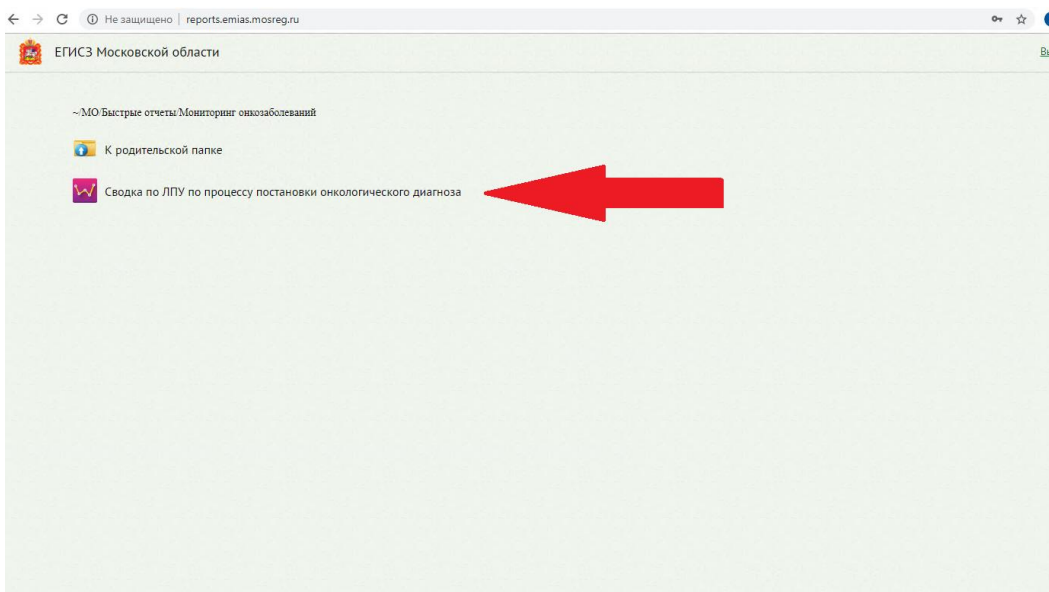 Не защищено | reports.emias.mosreg.ru
ЕГИСЗ Московской области
~/МО/Быстрые отчеты/Мониторинг онкозаболеваний
К родительской папке
Сводка по ЛПУ по процессу постановки онкологического диагноза